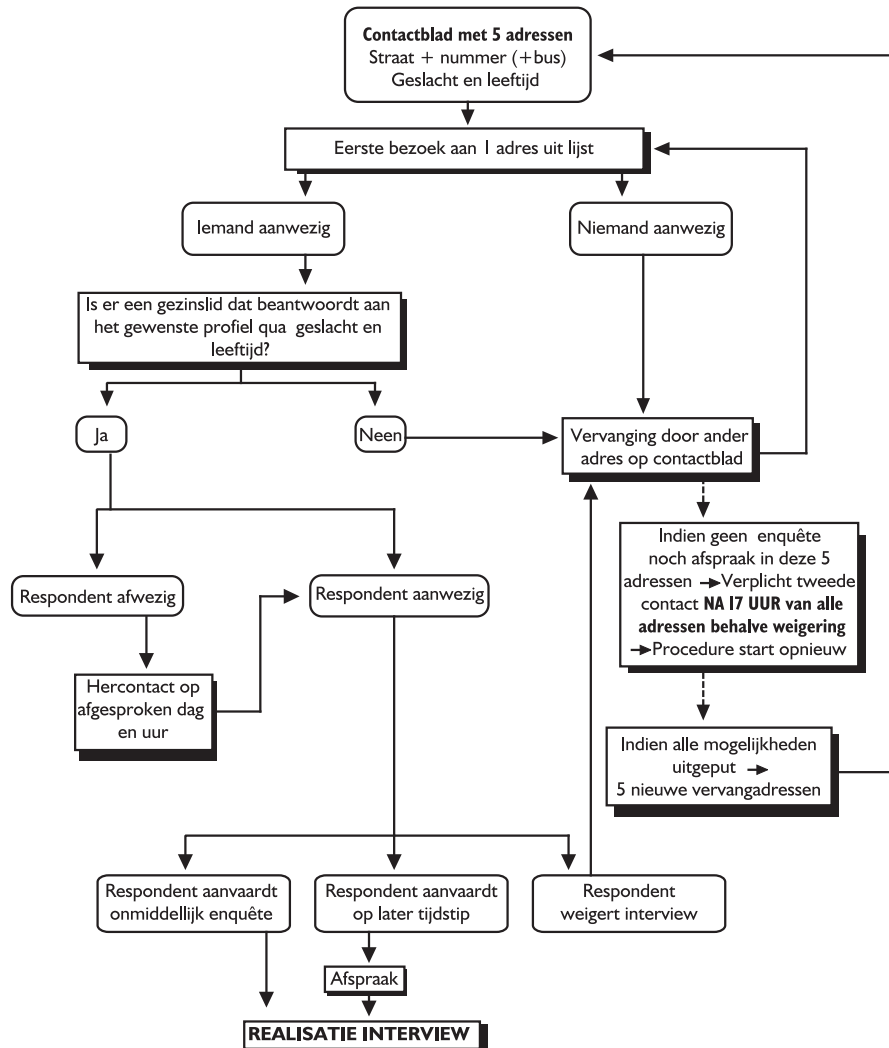 Contactblad met 5 adressen
Straat + nummer (+bus)
Geslacht en leeftijd
Eerste bezoek aan 1 adres uit lijst
Iemand aanwezig
Niemand aanwezig
Is er een gezinslid dat beantwoordt aan
het gewenste profiel qua geslacht en
leeftijd?
Ja
Neen
Vervanging door ander
adres op contactblad
Indien geen enquête
noch afspraak in deze 5
adressen → Verplicht tweede
contact NA 17 UUR van alle
adressen behalve weigering
→ Procedure start opnieuw
Respondent afwezig
Respondent aanwezig
Hercontact op
afgesproken dag
en uur
Indien alle mogelijkheden
uitgeput →
5 nieuwe vervangadressen
Respondent aanvaardt
onmiddellijk enquête
Respondent aanvaardt
op later tijdstip
Respondent
weigert interview
Afspraak
REALISATIE INTERVIEW